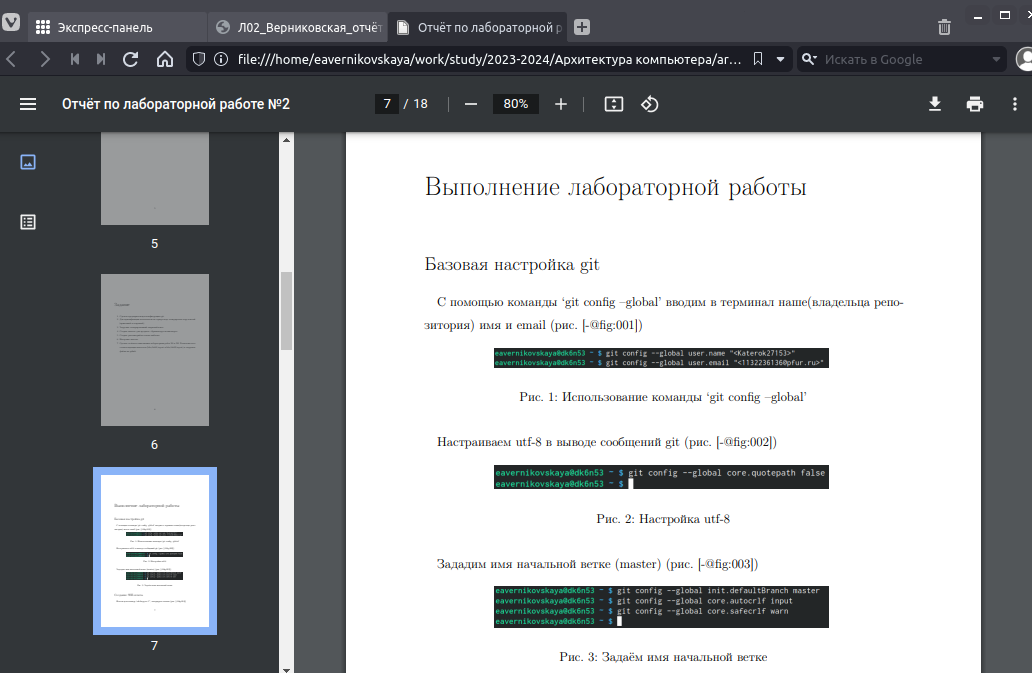 Экспресс-панель
Л02_Верниковская_отчёт
Отчёт по лабораторной р
file:///home/eavernikovskaya/work/study/2023-2024/Архитектура компьютера/ar...
Искать в Google
Отчёт по лабораторной работе №2
7 / 18
80%
5
6
7
Выполнение лабораторной работы
Базовая настройка git
С помощью команды ‘git config –global’ вводим в терминал наше(владельца репо-
зитория) имя и email (рис. [-@fig:001])
eavernikovskaya@dk6n53 ~ $ git config --global user.name "<Katerok27153>"
eavernikovskaya@dk6n53 ~ $ git config --global user.email "<1132236136@pfur.ru>"
Рис. 1: Использование команды ‘git config –global’
Настраиваем utf-8 в выводе сообщений git (рис. [-@fig:002])
eavernikovskaya@dk6n53 ~ $ git config --global core.quotepath false
eavernikovskaya@dk6n53 ~ $
Рис. 2: Настройка utf-8
Зададим имя начальной ветке (master) (рис. [-@fig:003])
eavernikovskaya@dk6n53 ~ $ git config --global init.defaultBranch master
eavernikovskaya@dk6n53 ~ $ git config --global core.autocrlf input
eavernikovskaya@dk6n53 ~ $ git config --global core.safecrlf warn
eavernikovskaya@dk6n53 ~ $
Рис. 3: Задаём имя начальной ветке